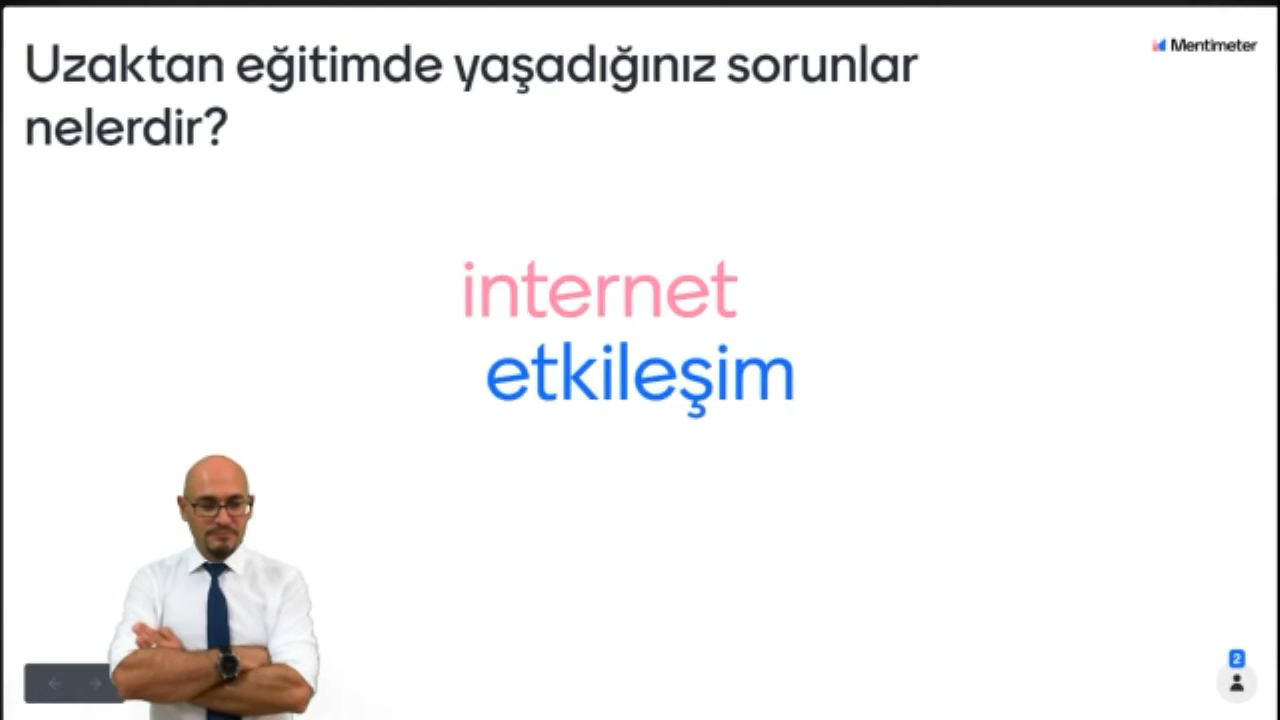 Uzaktan eğitimde yaşadığınız sorunlar
nelerdir?
Mentimeter
internet
etkileşim
2